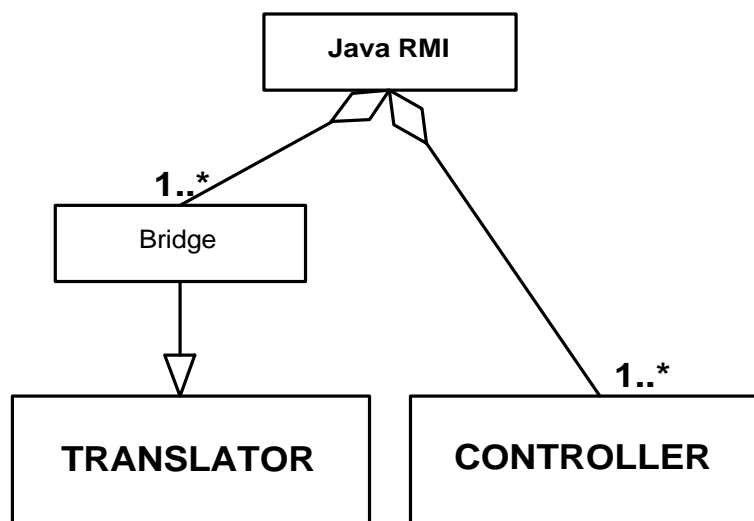 Java RMI
1..*
Bridge
1..*
TRANSLATOR
CONTROLLER